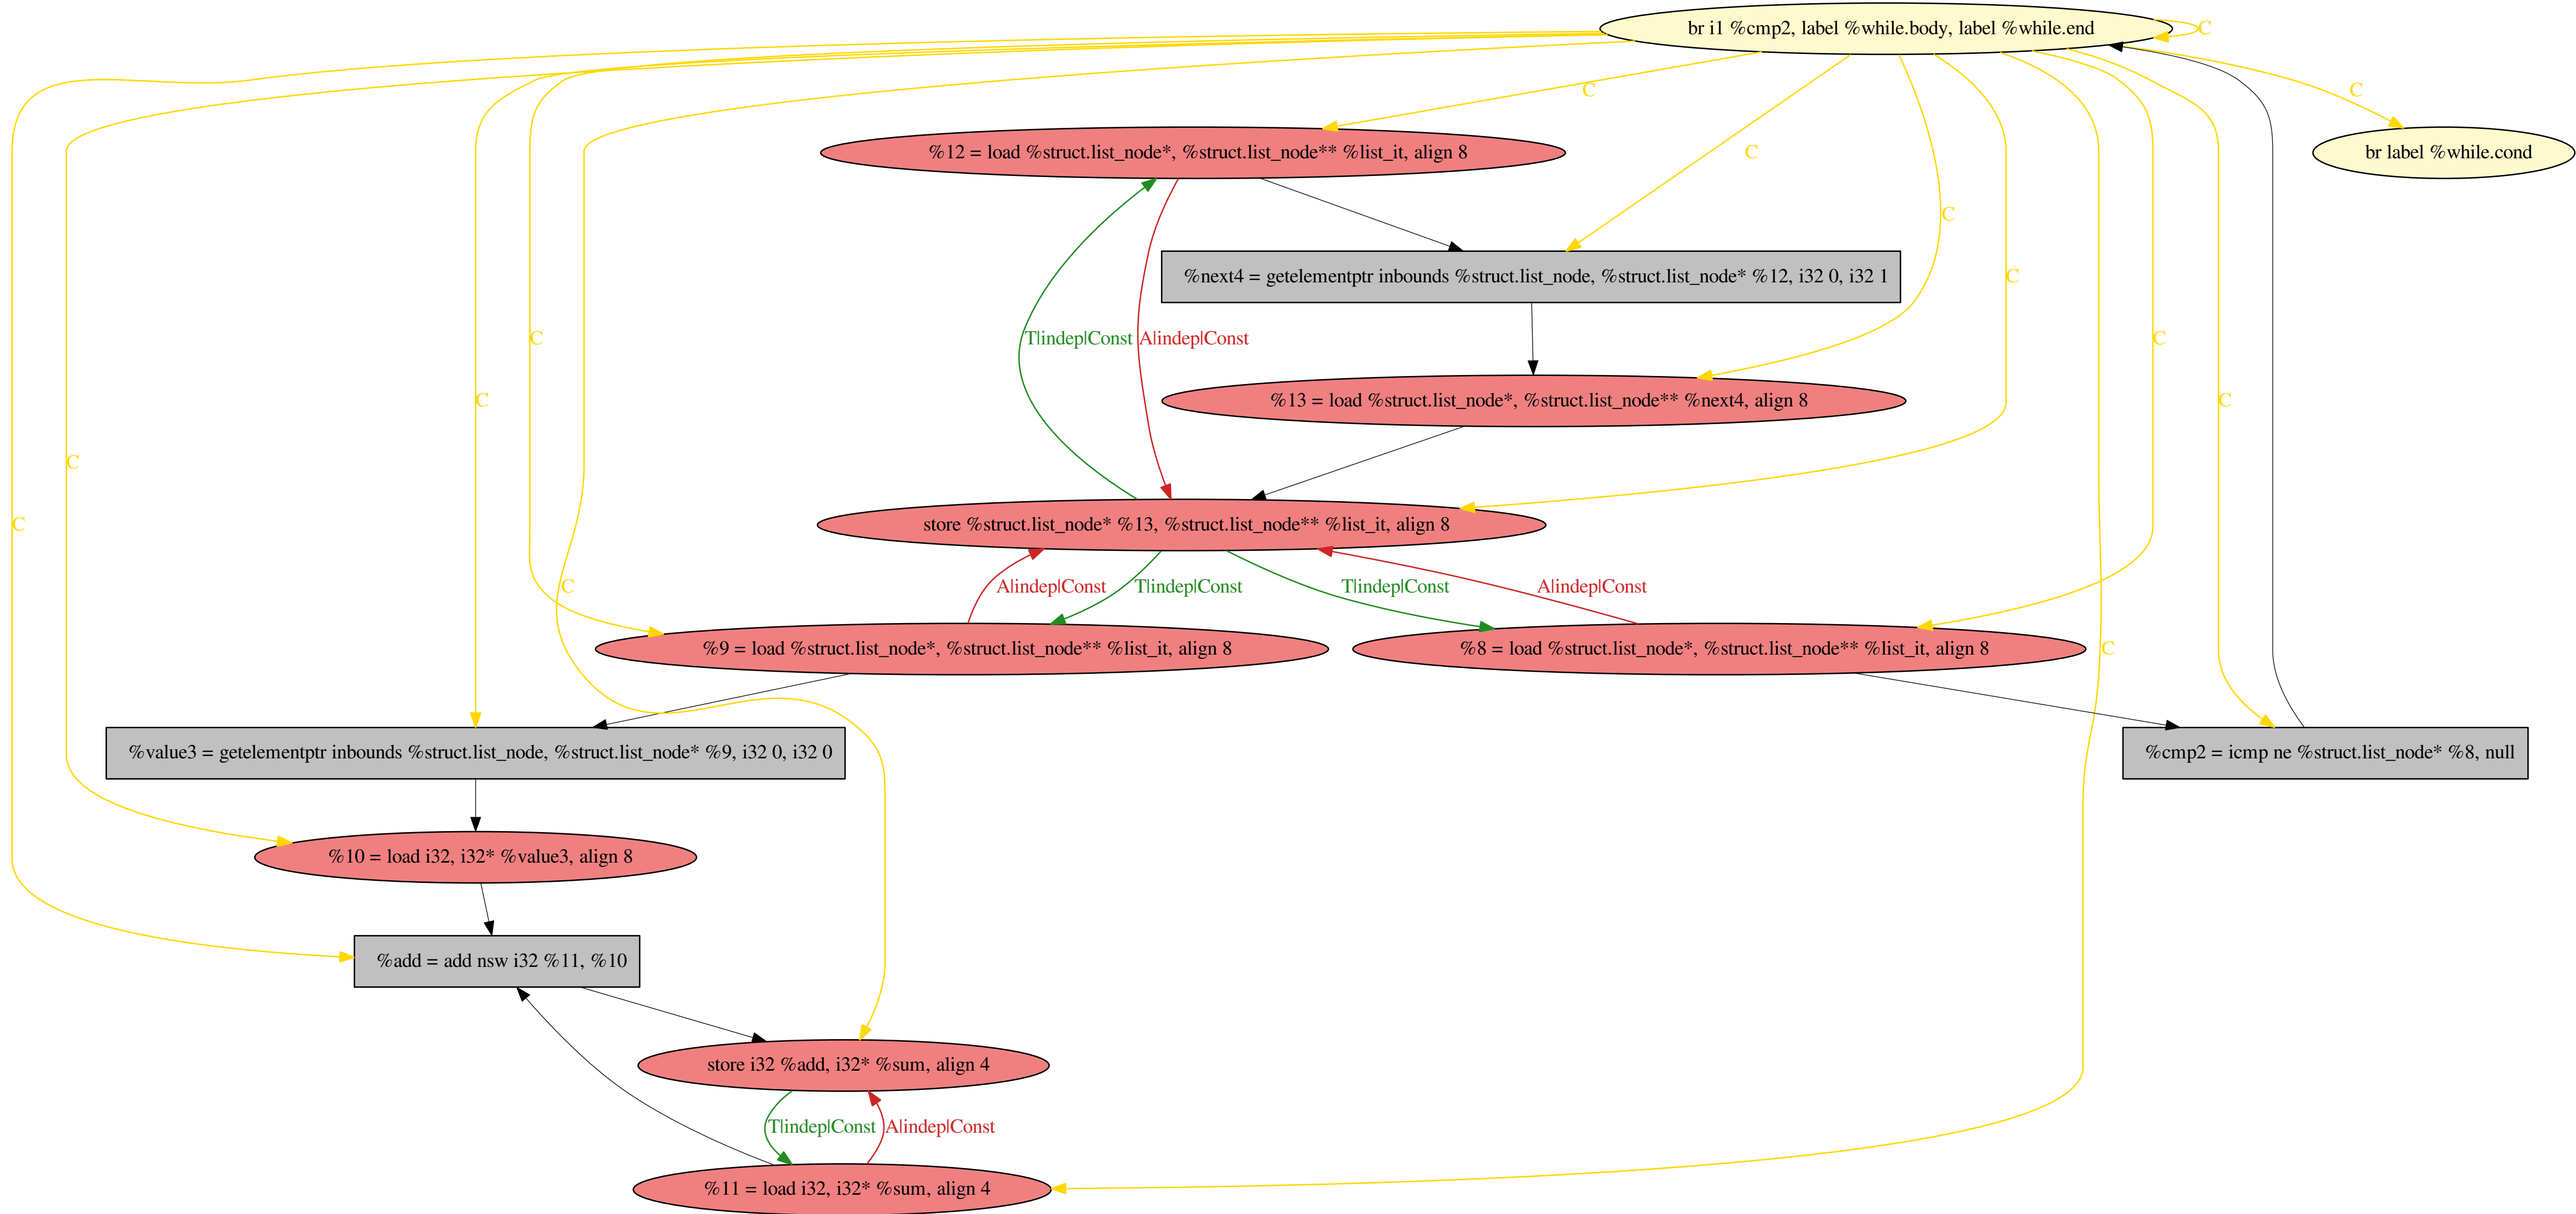 br i1 %cmp2, label %while.body, label %while.end
C
C
C
%12 = load %struct.list_node*, %struct.list_node** %list_it, align 8
C
br label %while.cond
C
%next4 = getelementptr inbounds %struct.list_node, %struct.list_node* %12, i32 0, i32 1
C
C
T|indep|Const
A|indep|Const
C
C
%13 = load %struct.list_node*, %struct.list_node** %next4, align 8
C
C
C
store %struct.list_node* %13, %struct.list_node** %list_it, align 8
C
A|indep|Const
T|indep|Const
T|indep|Const
A|indep|Const
%9 = load %struct.list_node*, %struct.list_node** %list_it, align 8
%8 = load %struct.list_node*, %struct.list_node** %list_it, align 8
C
%value3 = getelementptr inbounds %struct.list_node, %struct.list_node* %9, i32 0, i32 0
%cmp2 = icmp ne %struct.list_node* %8, null
%10 = load i32, i32* %value3, align 8
%add = add nsw i32 %11, %10
store i32 %add, i32* %sum, align 4
T|indep|Const
A|indep|Const
%11 = load i32, i32* %sum, align 4